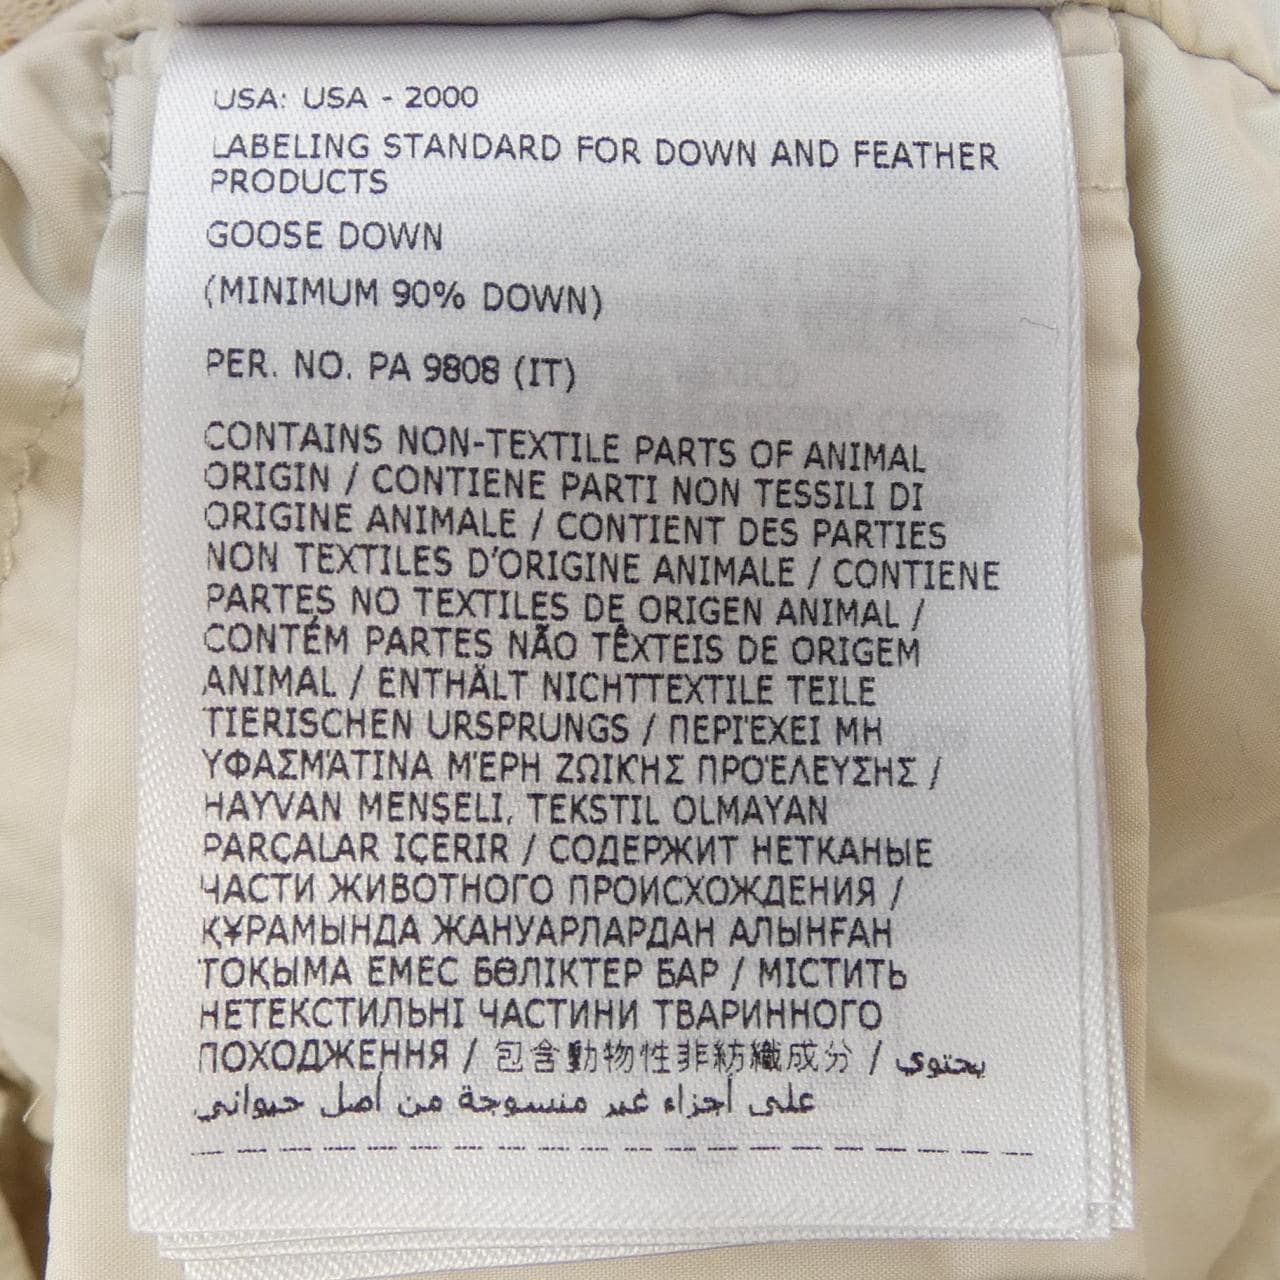 USA: USA - 2000
LABELING STANDARD FOR DOWN AND FEATHER
PRODUCTS
GOOSE DOWN
(MINIMUM 90% DOWN)
PER. NO. PA 9808 (IT)
CONTAINS NON-TEXTILE PARTS OF ANIMAL
ORIGIN / CONTIENE PARTI NON TESSILI DI
ORIGINE ANIMALE / CONTIENT DES PARTIES
NON TEXTILES D'ORIGINE ANIMALE / CONTIENE
PARTES NO TEXTILES DE ORIGEN ANIMAL /
CONTÉM PARTES NÃO TÊXTEIS DE ORIGEM
ANIMAL / ENTHÄLT NICHTTEXTILE TEILE
TIERISCHEN URSPRUNGS / ΠΕΡΙΈΧΕΙ ΜΗ
ΥΦΑΣΜΆΤΙΝΑ ΜΈΡΗ ΖΩΙΚΉΣ ΠΡΟΈΛΕΥΣΗΣ /
HAYVAN MENŞELI, TEKSTIL OLMAYAN
PARÇALAR IÇERIR / СОДЕРЖИТ НЕТКАНЫЕ
ЧАСТИ ЖИВОТНОГО ПРОИСХОЖДЕНИЯ /
ҚҰРАМЫНДА ЖАНУАРЛАРДАН АЛЫНҒАН
ТОҚЫМА ЕМЕС БӨЛІКТЕР БАР / МІСТИТЬ
НЕТЕКСТИЛЬНІ ЧАСТИНИ ТВАРИННОГО
ПОХОДЖЕННЯ / 包含動物性非紡織成分 / يحتوي
على أجزاء غير منسوجة من أصل حيواني